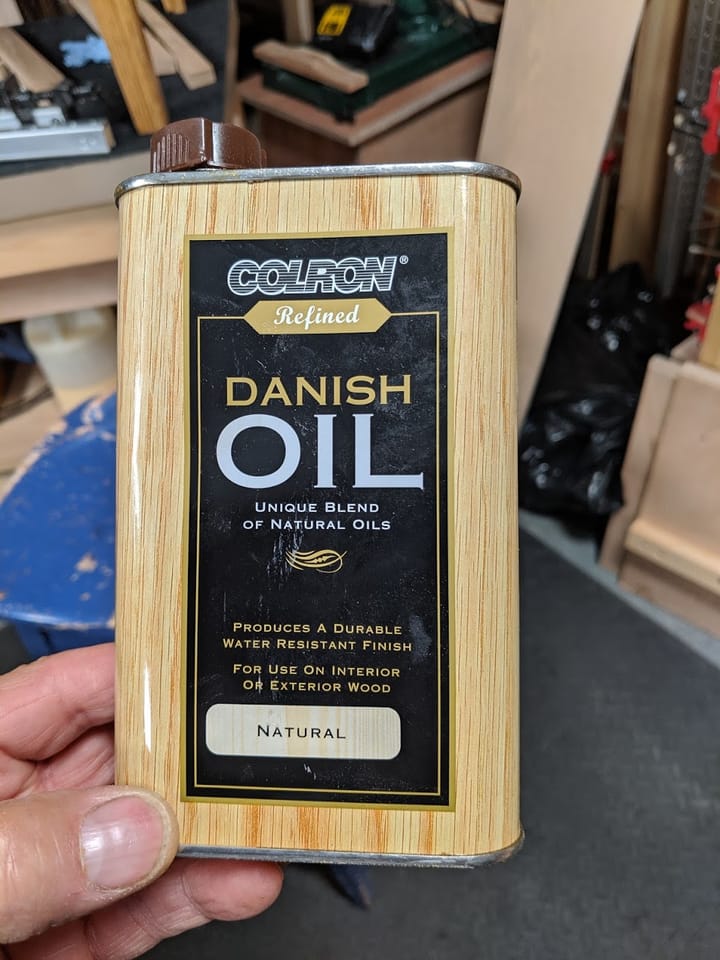 COLRON®
Refined
DANISH
OIL
UNIQUE BLEND
OF NATURAL OILS
PRODUCES A DURABLE
WATER RESISTANT FINISH
FOR USE ON INTERIOR
OR EXTERIOR WOOD
NATURAL